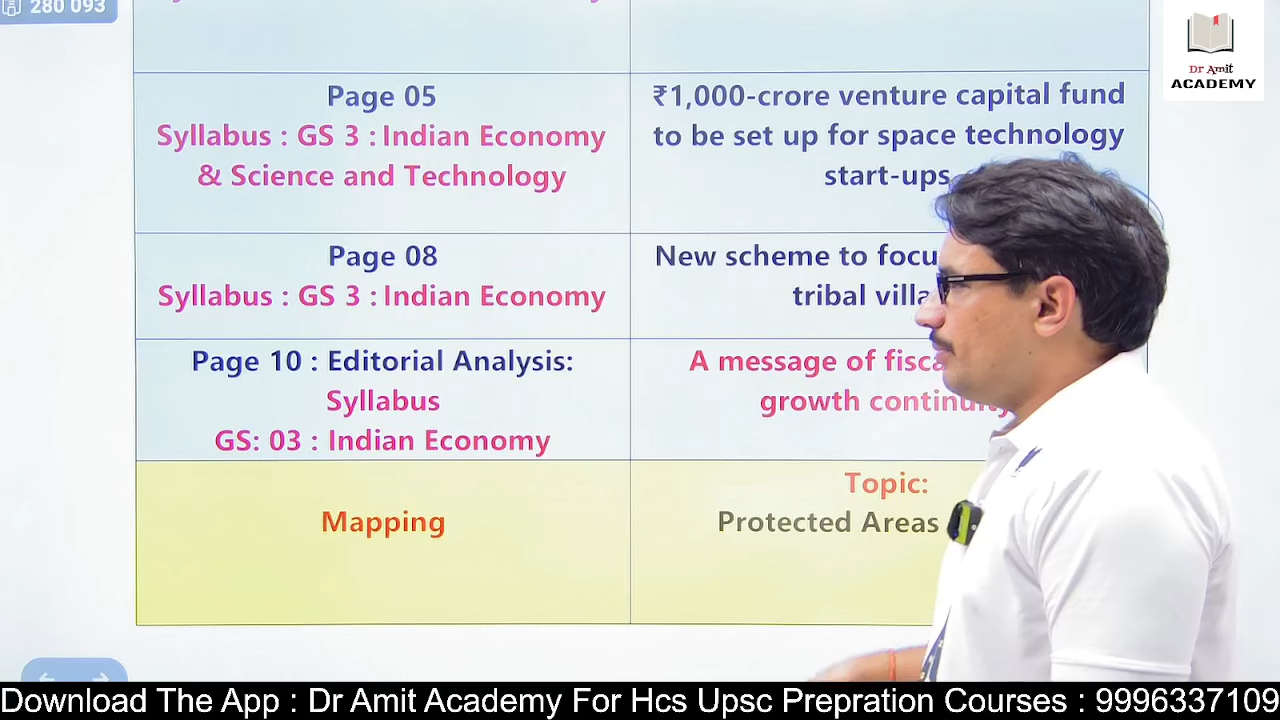 280 093
Dr Amit
ACADEMY
Page 05
Syllabus : GS 3 : Indian Economy
& Science and Technology
₹1,000-crore venture capital fund
to be set up for space technology
start-ups
Page 08
Syllabus : GS 3 : Indian Economy
New scheme to
tribal
Page 10 : Editorial Analysis:
Syllabus
GS: 03 : Indian Economy
A message of
growth continuity
Mapping
Topic:
Protected Areas
Download The App : Dr Amit Academy For Hcs Upsc Prepration Courses : 9996337109